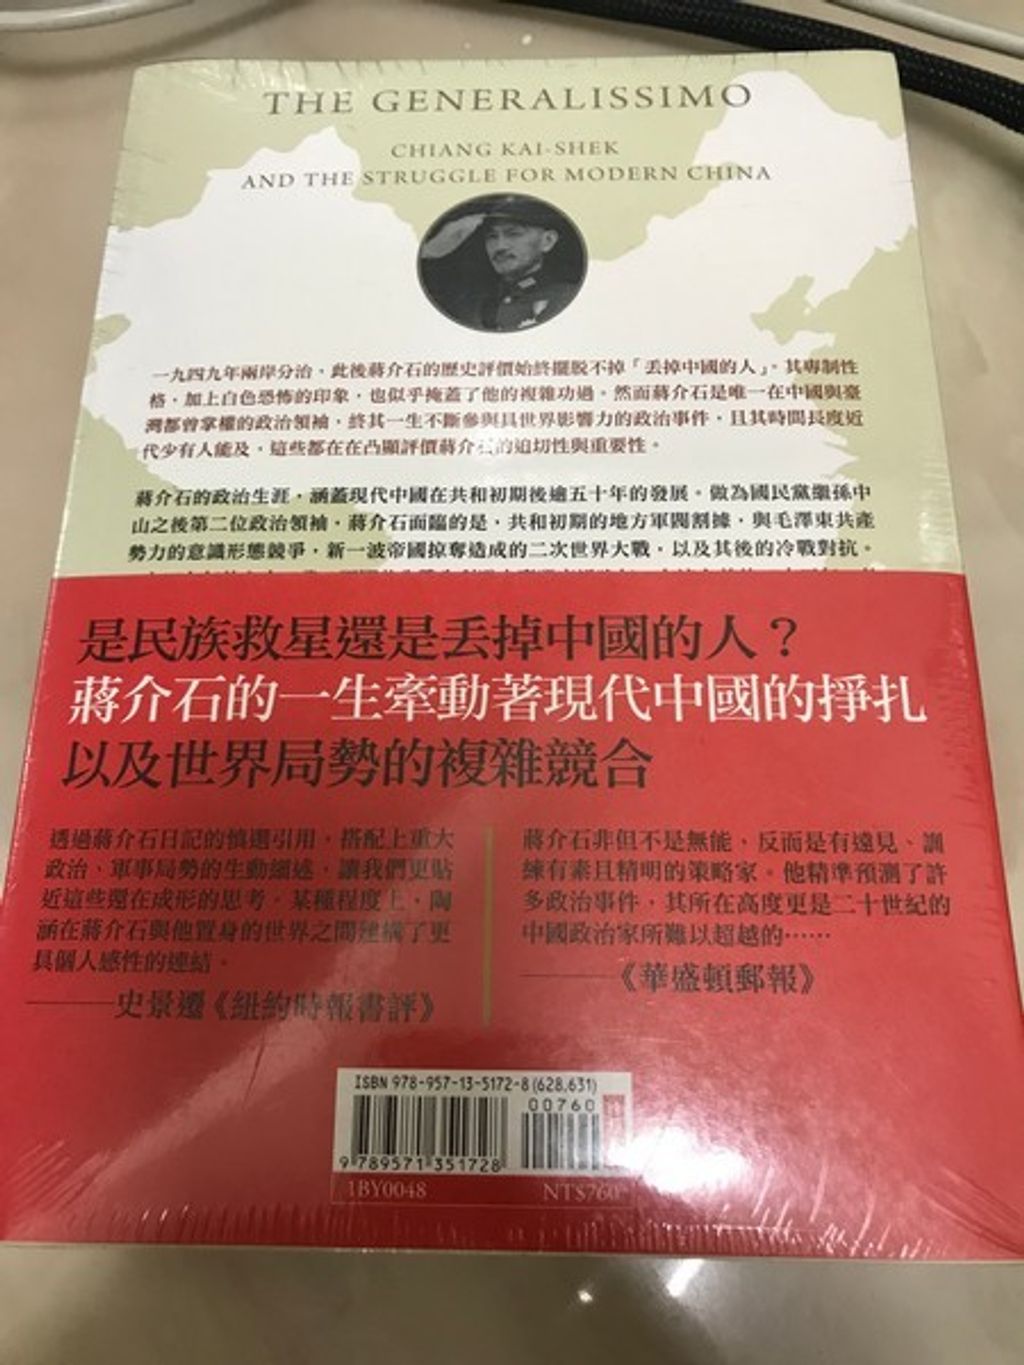 THE GENERALISSIMO
CHIANG KAI-SHEK
AND THE STRUGGLE FOR MODERN CHINA
一九四九年兩岸分治，此後蔣介石的歷史評價始終擺脫不掉「丟掉中國的人」。其專制性
格，加上白色恐怖的印象，也似乎掩蓋了他的複雜功過。然而蔣介石是唯一在中國與臺
灣都曾掌權的政治領袖，終其一生不斷參與具世界影響力的政治事件，且其時間長度近
代少有人能及，這些都在在凸顯評價蔣介石的迫切性與重要性。
蔣介石的政治生涯，涵蓋現代中國在共和初期後逾五十年的發展。做為國民黨繼孫中
山之後第二位政治領袖，蔣介石面臨的是，共和初期的地方軍閥割據，與毛澤東共產
勢力的意識形態競爭，新一波帝國掠奪造成的二次世界大戰，以及其後的冷戰對抗。
是民族救星還是丟掉中國的人？
蔣介石的一生牽動著現代中國的掙扎
以及世界局勢的複雜競合
透過蔣介石日記的慎選引用，搭配上重大
政治、軍事局勢的生動細述，讓我們更貼
近這些還在成形的思考。某種程度上，陶
涵在蔣介石與他置身的世界之間建構了更
具個人感性的連結。
——史景遷《紐約時報書評》
蔣介石非但不是無能，反而是有遠見、訓
練有素且精明的策略家。他精準預測了許
多政治事件，其所在高度更是二十世紀的
中國政治家所難以超越的……
——《華盛頓郵報》
ISBN 978-957-13-5172-8 (628.631)
00760
9 789571 351728
1BY0048 NT$760